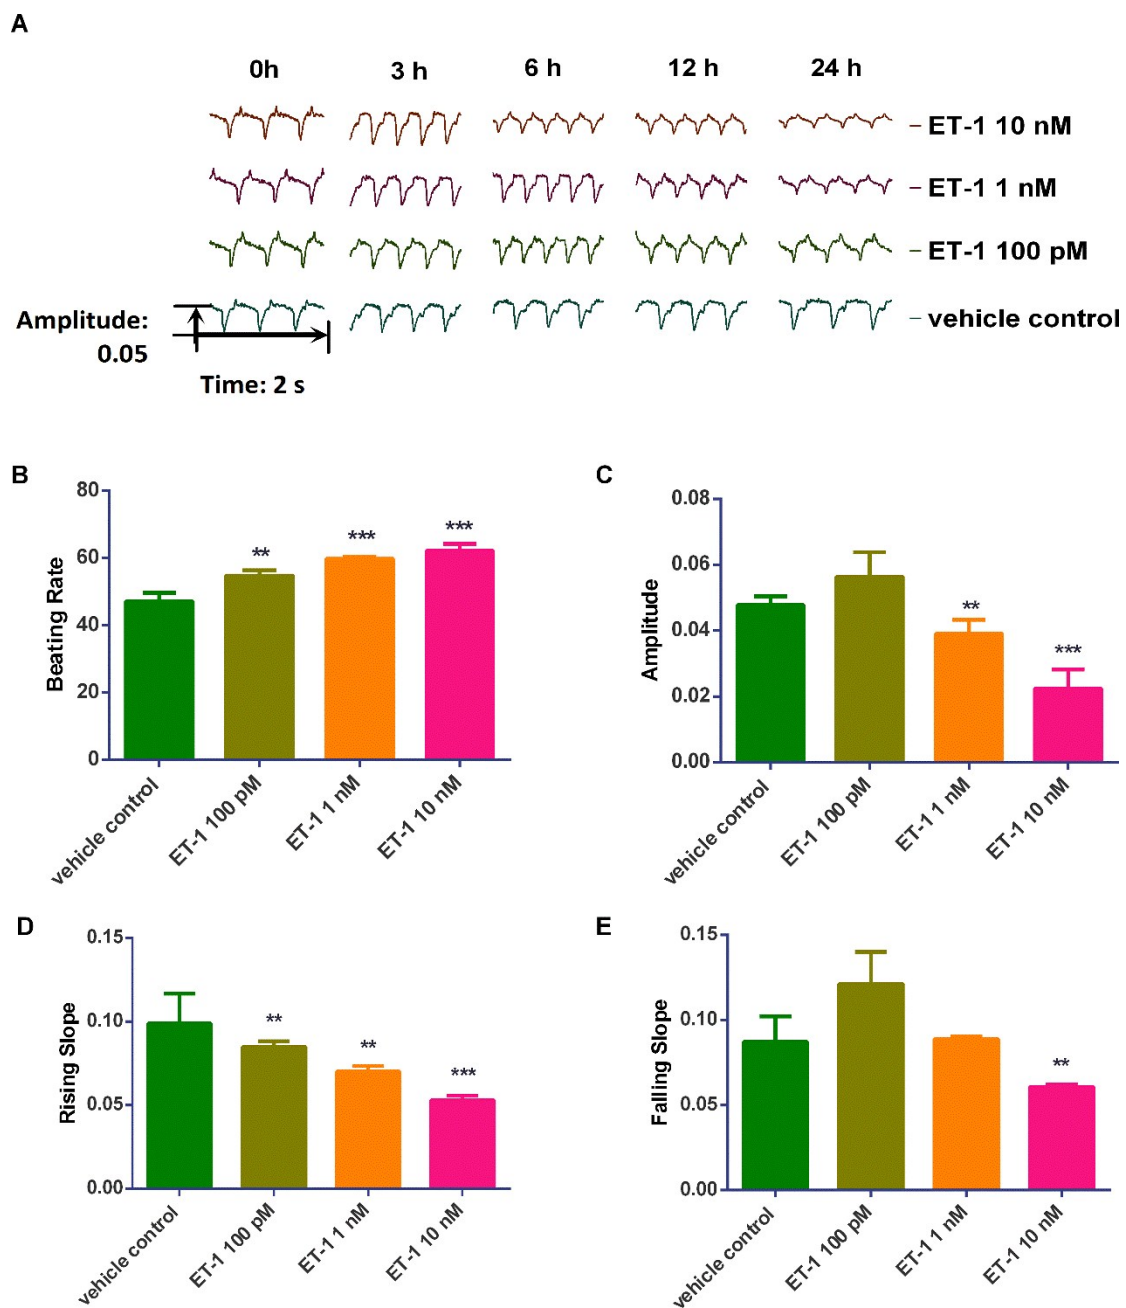 A
0h 3 h 6 h 12 h 24 h
ET-1 10 nM
ET-1 1 nM
ET-1 100 pM
vehicle control
Amplitude:
0.05
Time: 2 s
B
80
60
40
20
0
Beating Rate
** *** ***
vehicle control
ET-1 100 pM
ET-1 1 nM
ET-1 10 nM
C
0.08
0.06
0.04
0.02
0.00
Amplitude
** ***
vehicle control
ET-1 100 pM
ET-1 1 nM
ET-1 10 nM
D
0.15
0.10
0.05
0.00
Rising Slope
** ** ***
vehicle control
ET-1 100 pM
ET-1 1 nM
ET-1 10 nM
E
0.15
0.10
0.05
0.00
Falling Slope
**
vehicle control
ET-1 100 pM
ET-1 1 nM
ET-1 10 nM